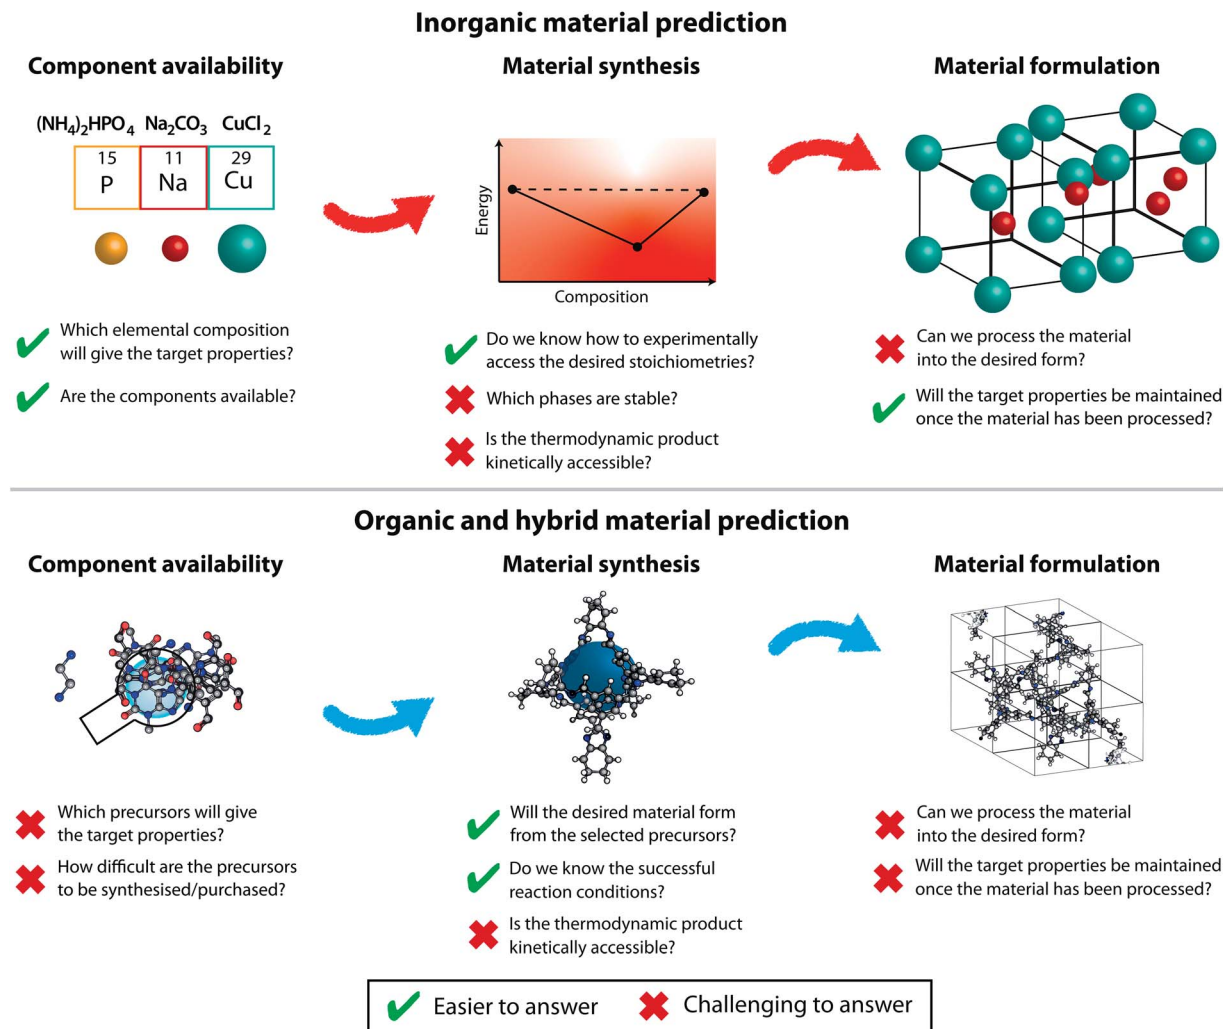 Inorganic material prediction
Component availability
Material synthesis
Material formulation
(NH₄)₂HPO₄ Na₂CO₃ CuCl₂
15 11 29
P Na Cu
Energy
Composition
Which elemental composition
will give the target properties?
Are the components available?
Do we know how to experimentally
access the desired stoichiometries?
Which phases are stable?
Is the thermodynamic product
kinetically accessible?
Can we process the material
into the desired form?
Will the target properties be maintained
once the material has been processed?
Organic and hybrid material prediction
Component availability
Material synthesis
Material formulation
Which precursors will give
the target properties?
How difficult are the precursors
to be synthesised/purchased?
Will the desired material form
from the selected precursors?
Do we know the successful
reaction conditions?
Is the thermodynamic product
kinetically accessible?
Can we process the material
into the desired form?
Will the target properties be maintained
once the material has been processed?
Easier to answer
Challenging to answer